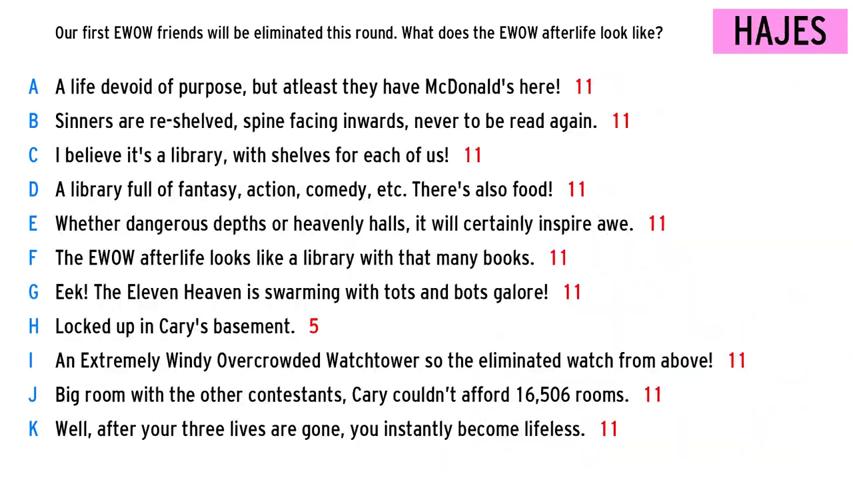 Our first EWOW friends will be eliminated this round. What does the EWOW afterlife look like?
HAJES
A A life devoid of purpose, but atleast they have McDonald's here! 11
B Sinners are re-shelved, spine facing inwards, never to be read again. 11
C I believe it's a library, with shelves for each of us! 11
D A library full of fantasy, action, comedy, etc. There's also food! 11
E Whether dangerous depths or heavenly halls, it will certainly inspire awe. 11
F The EWOW afterlife looks like a library with that many books. 11
G Eek! The Eleven Heaven is swarming with tots and bots galore! 11
H Locked up in Cary's basement. 5
I An Extremely Windy Overcrowded Watchtower so the eliminated watch from above! 11
J Big room with the other contestants, Cary couldn’t afford 16,506 rooms. 11
K Well, after your three lives are gone, you instantly become lifeless. 11